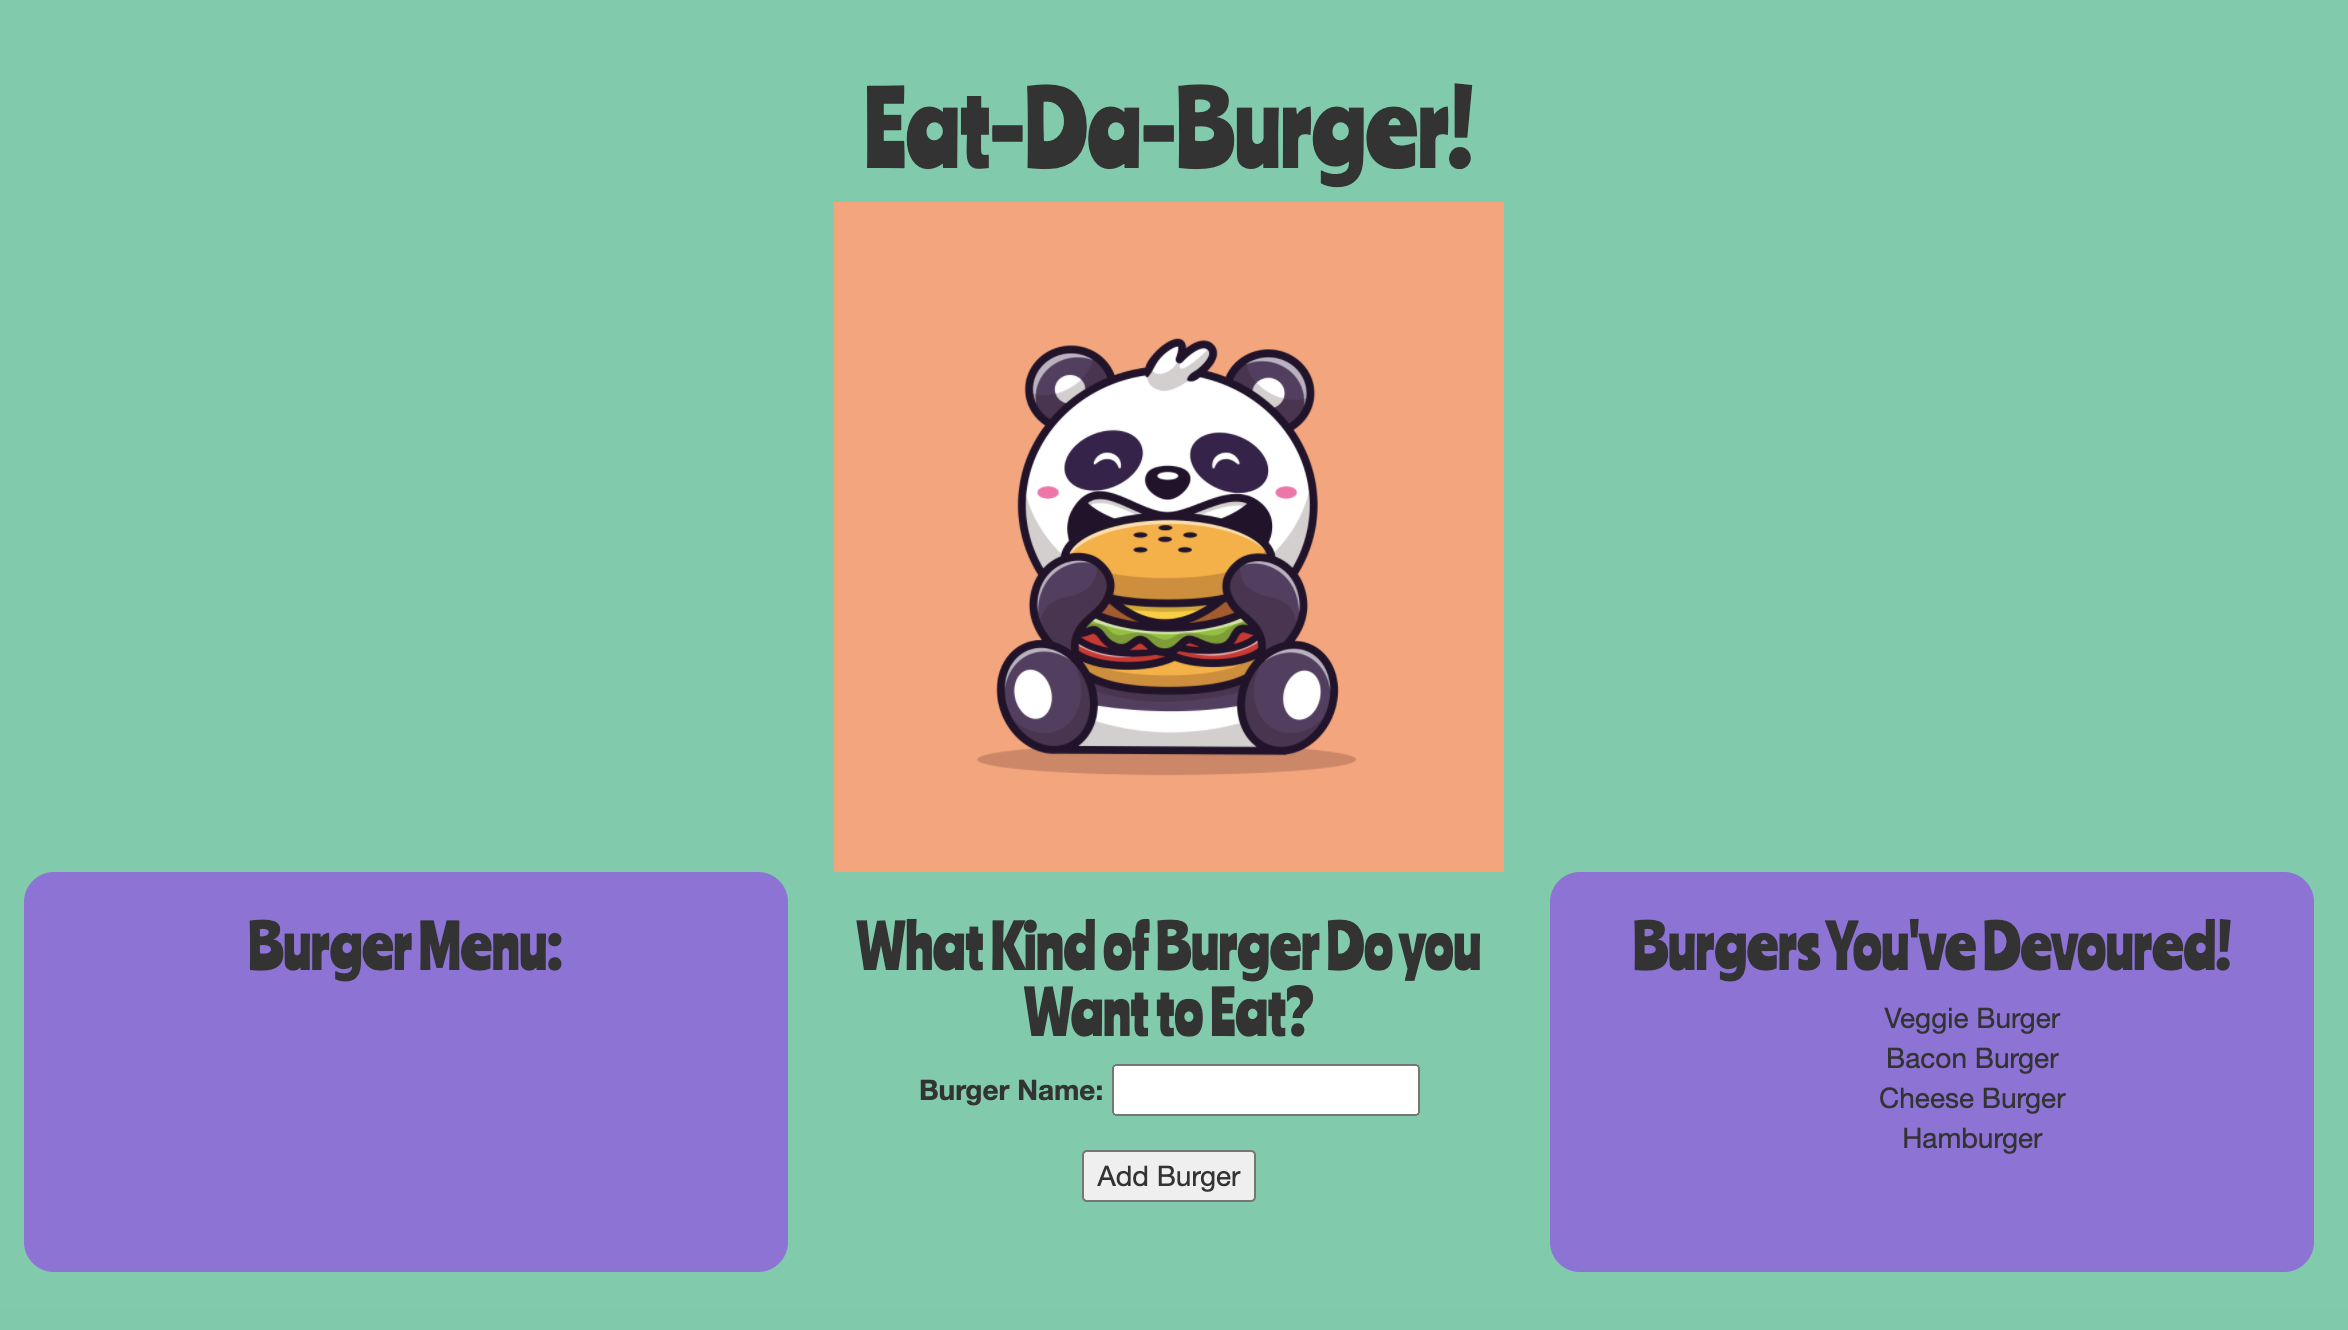 Eat-Da-Burger!
Burger Menu:
What Kind of Burger Do you
Want to Eat?
Burger Name:
Add Burger
Burgers You've Devoured!
Veggie Burger
Bacon Burger
Cheese Burger
Hamburger